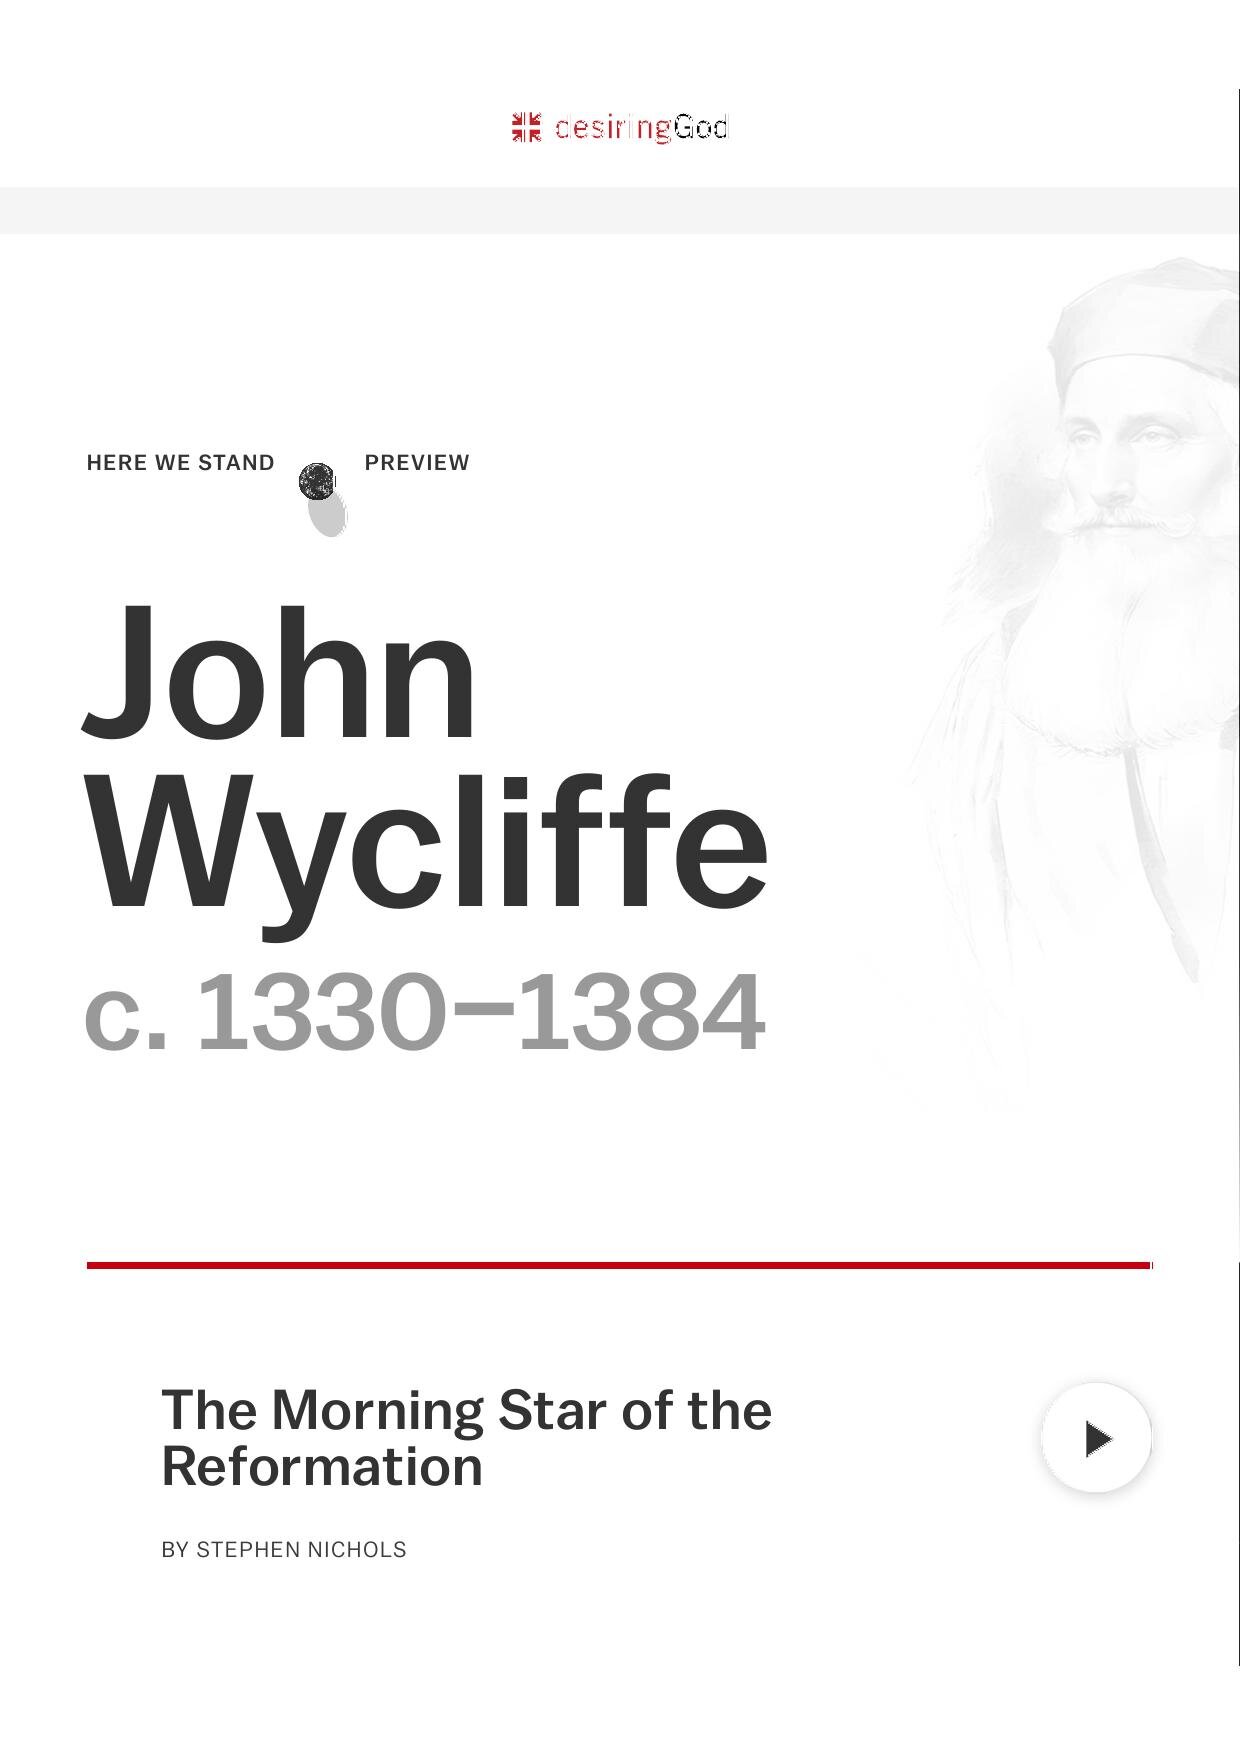 desiringGod
HERE WE STAND PREVIEW
John
Wycliffe
c. 1330–1384
The Morning Star of the
Reformation
BY STEPHEN NICHOLS